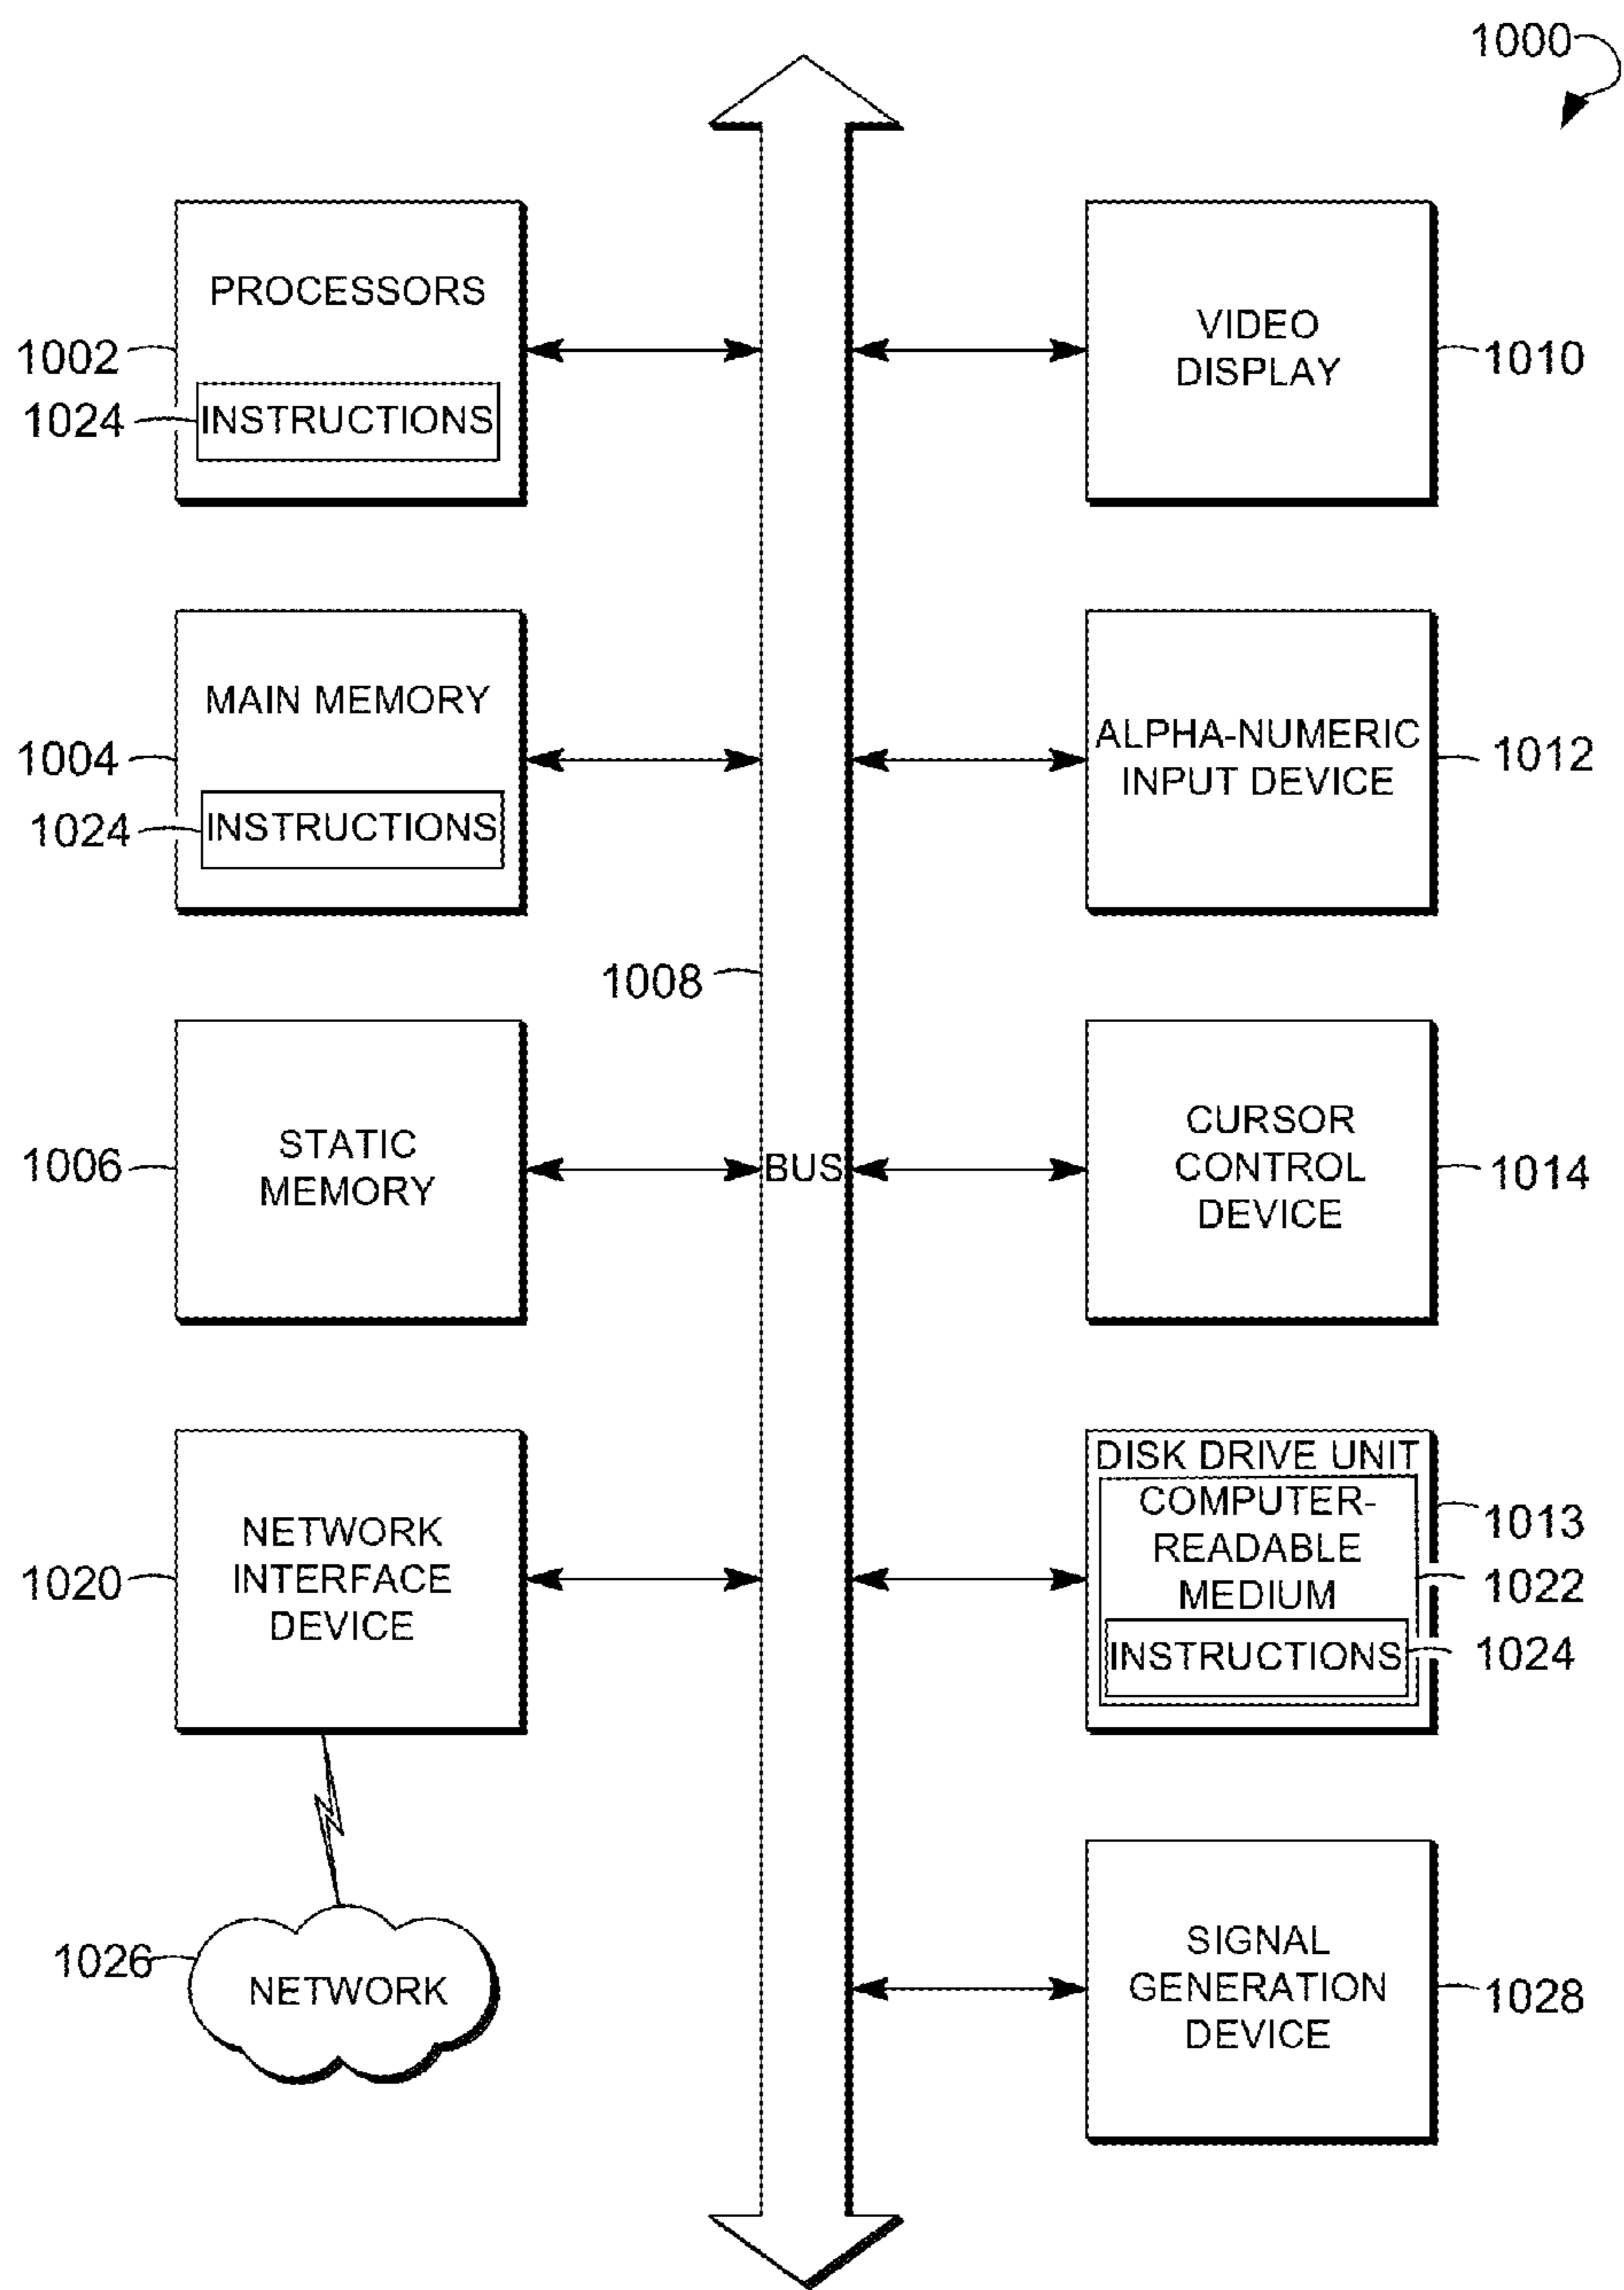 1000
PROCESSORS
1002
1024
INSTRUCTIONS
VIDEO
DISPLAY
1010
MAIN MEMORY
1004
1024
INSTRUCTIONS
ALPHA-NUMERIC
INPUT DEVICE
1012
1008
STATIC
MEMORY
1006
BUS
CURSOR
CONTROL
DEVICE
1014
NETWORK
INTERFACE
DEVICE
1020
DISK DRIVE UNIT
COMPUTER-
READABLE
MEDIUM
INSTRUCTIONS
1013
1022
1024
1026
NETWORK
SIGNAL
GENERATION
DEVICE
1028